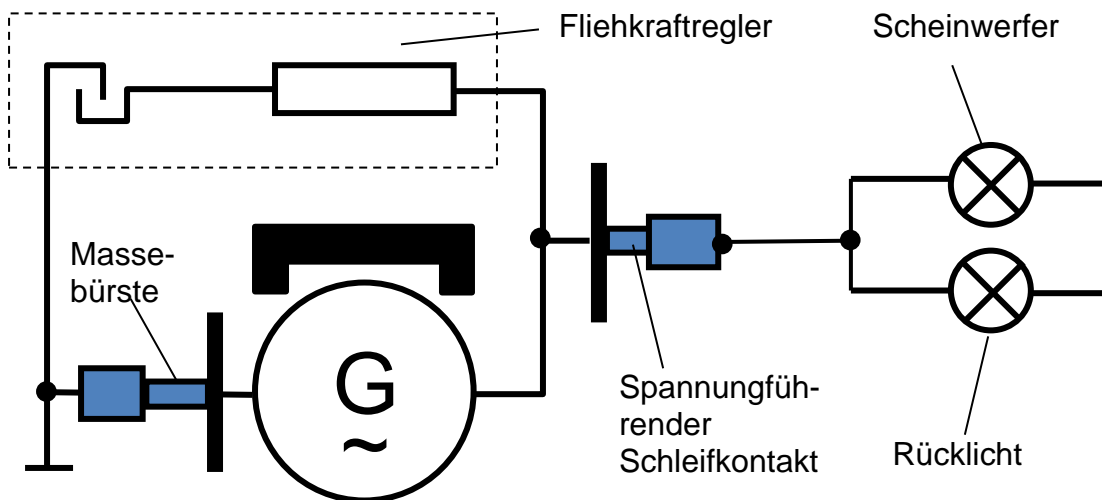 Fliehkraftregler
Scheinwerfer
Masse-
bürste
G
~
Spannungfüh-
render
Schleifkontakt
Rücklicht